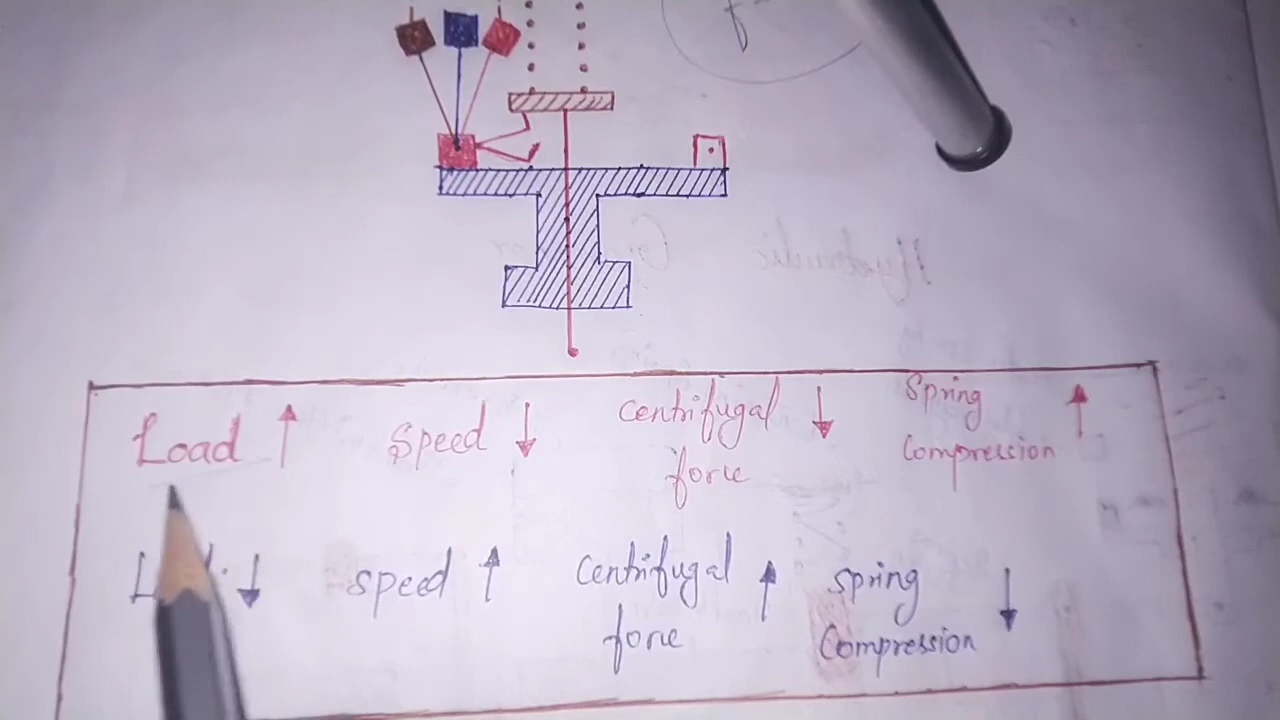 f
Load ↑ Speed ↓ Centrifugal force ↓ Spring Compression ↑
↓ Speed ↑ Centrifugal force ↑ Spring Compression ↓